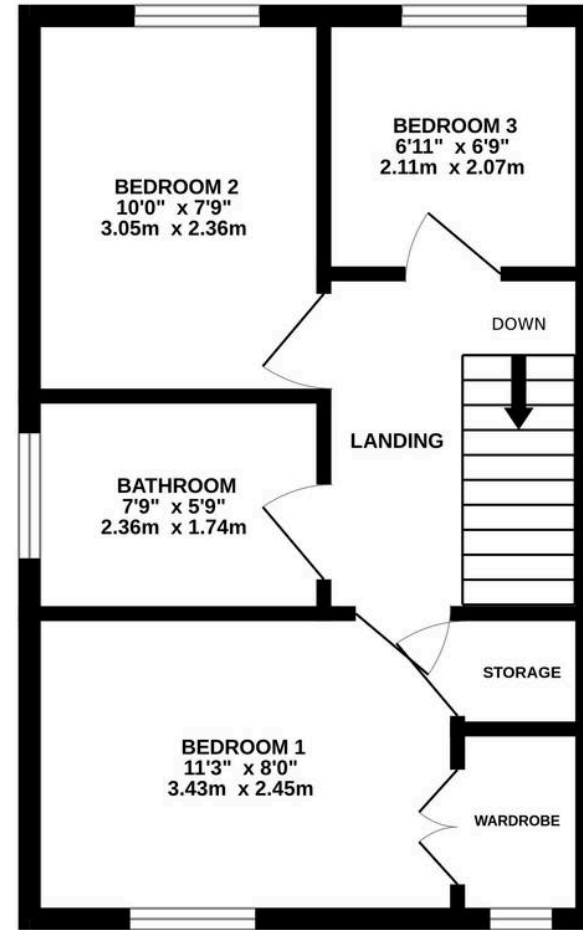 BEDROOM 2
10'0" x 7'9"
3.05m x 2.36m
BEDROOM 3
6'11" x 6'9"
2.11m x 2.07m
DOWN
LANDING
BATHROOM
7'9" x 5'9"
2.36m x 1.74m
STORAGE
BEDROOM 1
11'3" x 8'0"
3.43m x 2.45m
WARDROBE